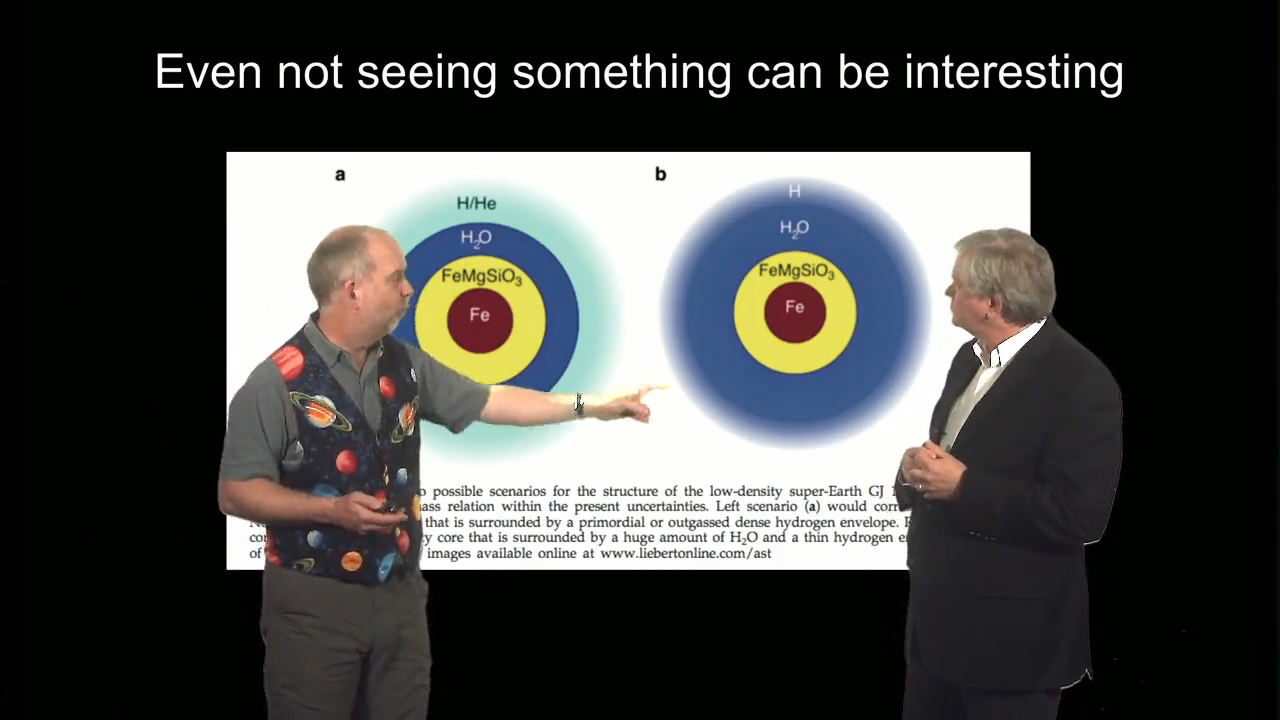 Even not seeing something can be interesting
a
b
H/He
H₂O
FeMgSiO₃
Fe
H
H₂O
FeMgSiO₃
Fe
possible scenarios for the structure of the low-density super-Earth GJ
relation within the present uncertainties. Left scenario (a) would
that is surrounded by a primordial or outgassed dense hydrogen envelope.
core that is surrounded by a huge amount of H₂O and a thin hydrogen
of images available online at www.liebertonline.com/ast